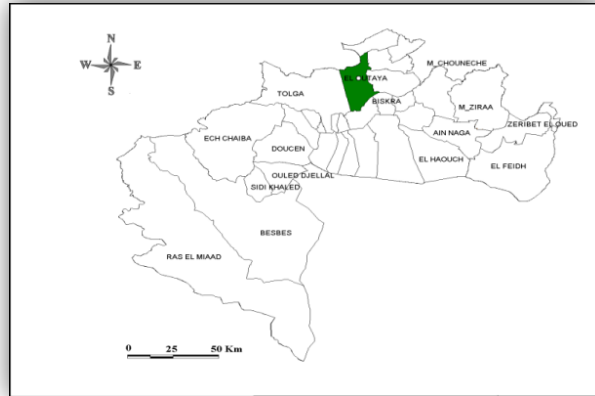 N
W E
S
M_CHOUNECHE
EL OUTAYA
TOLGA
BISKRA
M_ZIRAA
ECH CHAIBA
ZERIBET EL OUED
AIN NAGA
DOUCEN
EL HAOUCH
EL FEIDH
OULED DJELLAL
SIDI KHALED
BESBES
RAS EL MIAAD
0 25 50 Km